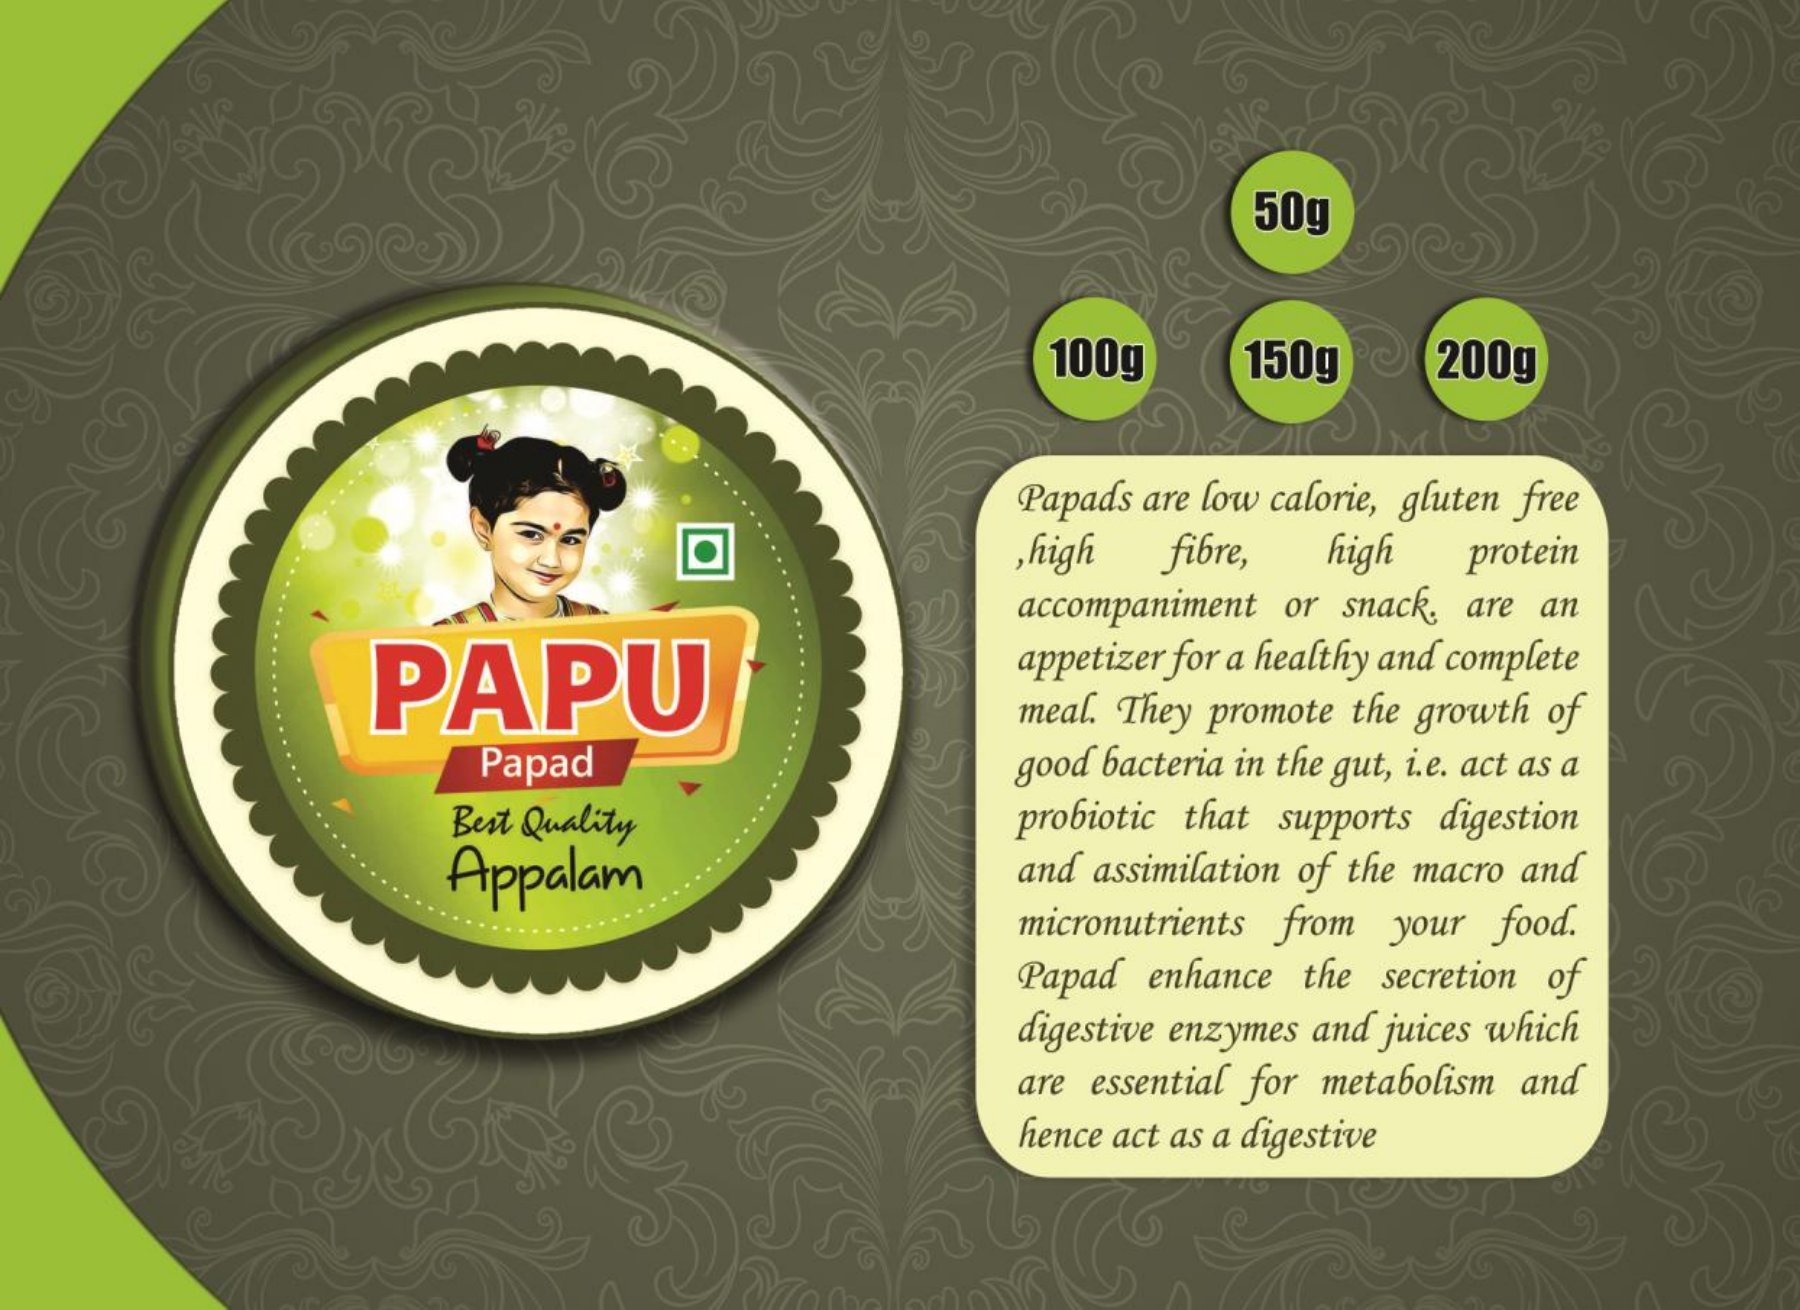 PAPU
Papad
Best Quality
Appalam
50g
100g
150g
200g
Papads are low calorie, gluten free
,high fibre, high protein
accompaniment or snack. are an
appetizer for a healthy and complete
meal. They promote the growth of
good bacteria in the gut, i.e. act as a
probiotic that supports digestion
and assimilation of the macro and
micronutrients from your food.
Papad enhance the secretion of
digestive enzymes and juices which
are essential for metabolism and
hence act as a digestive